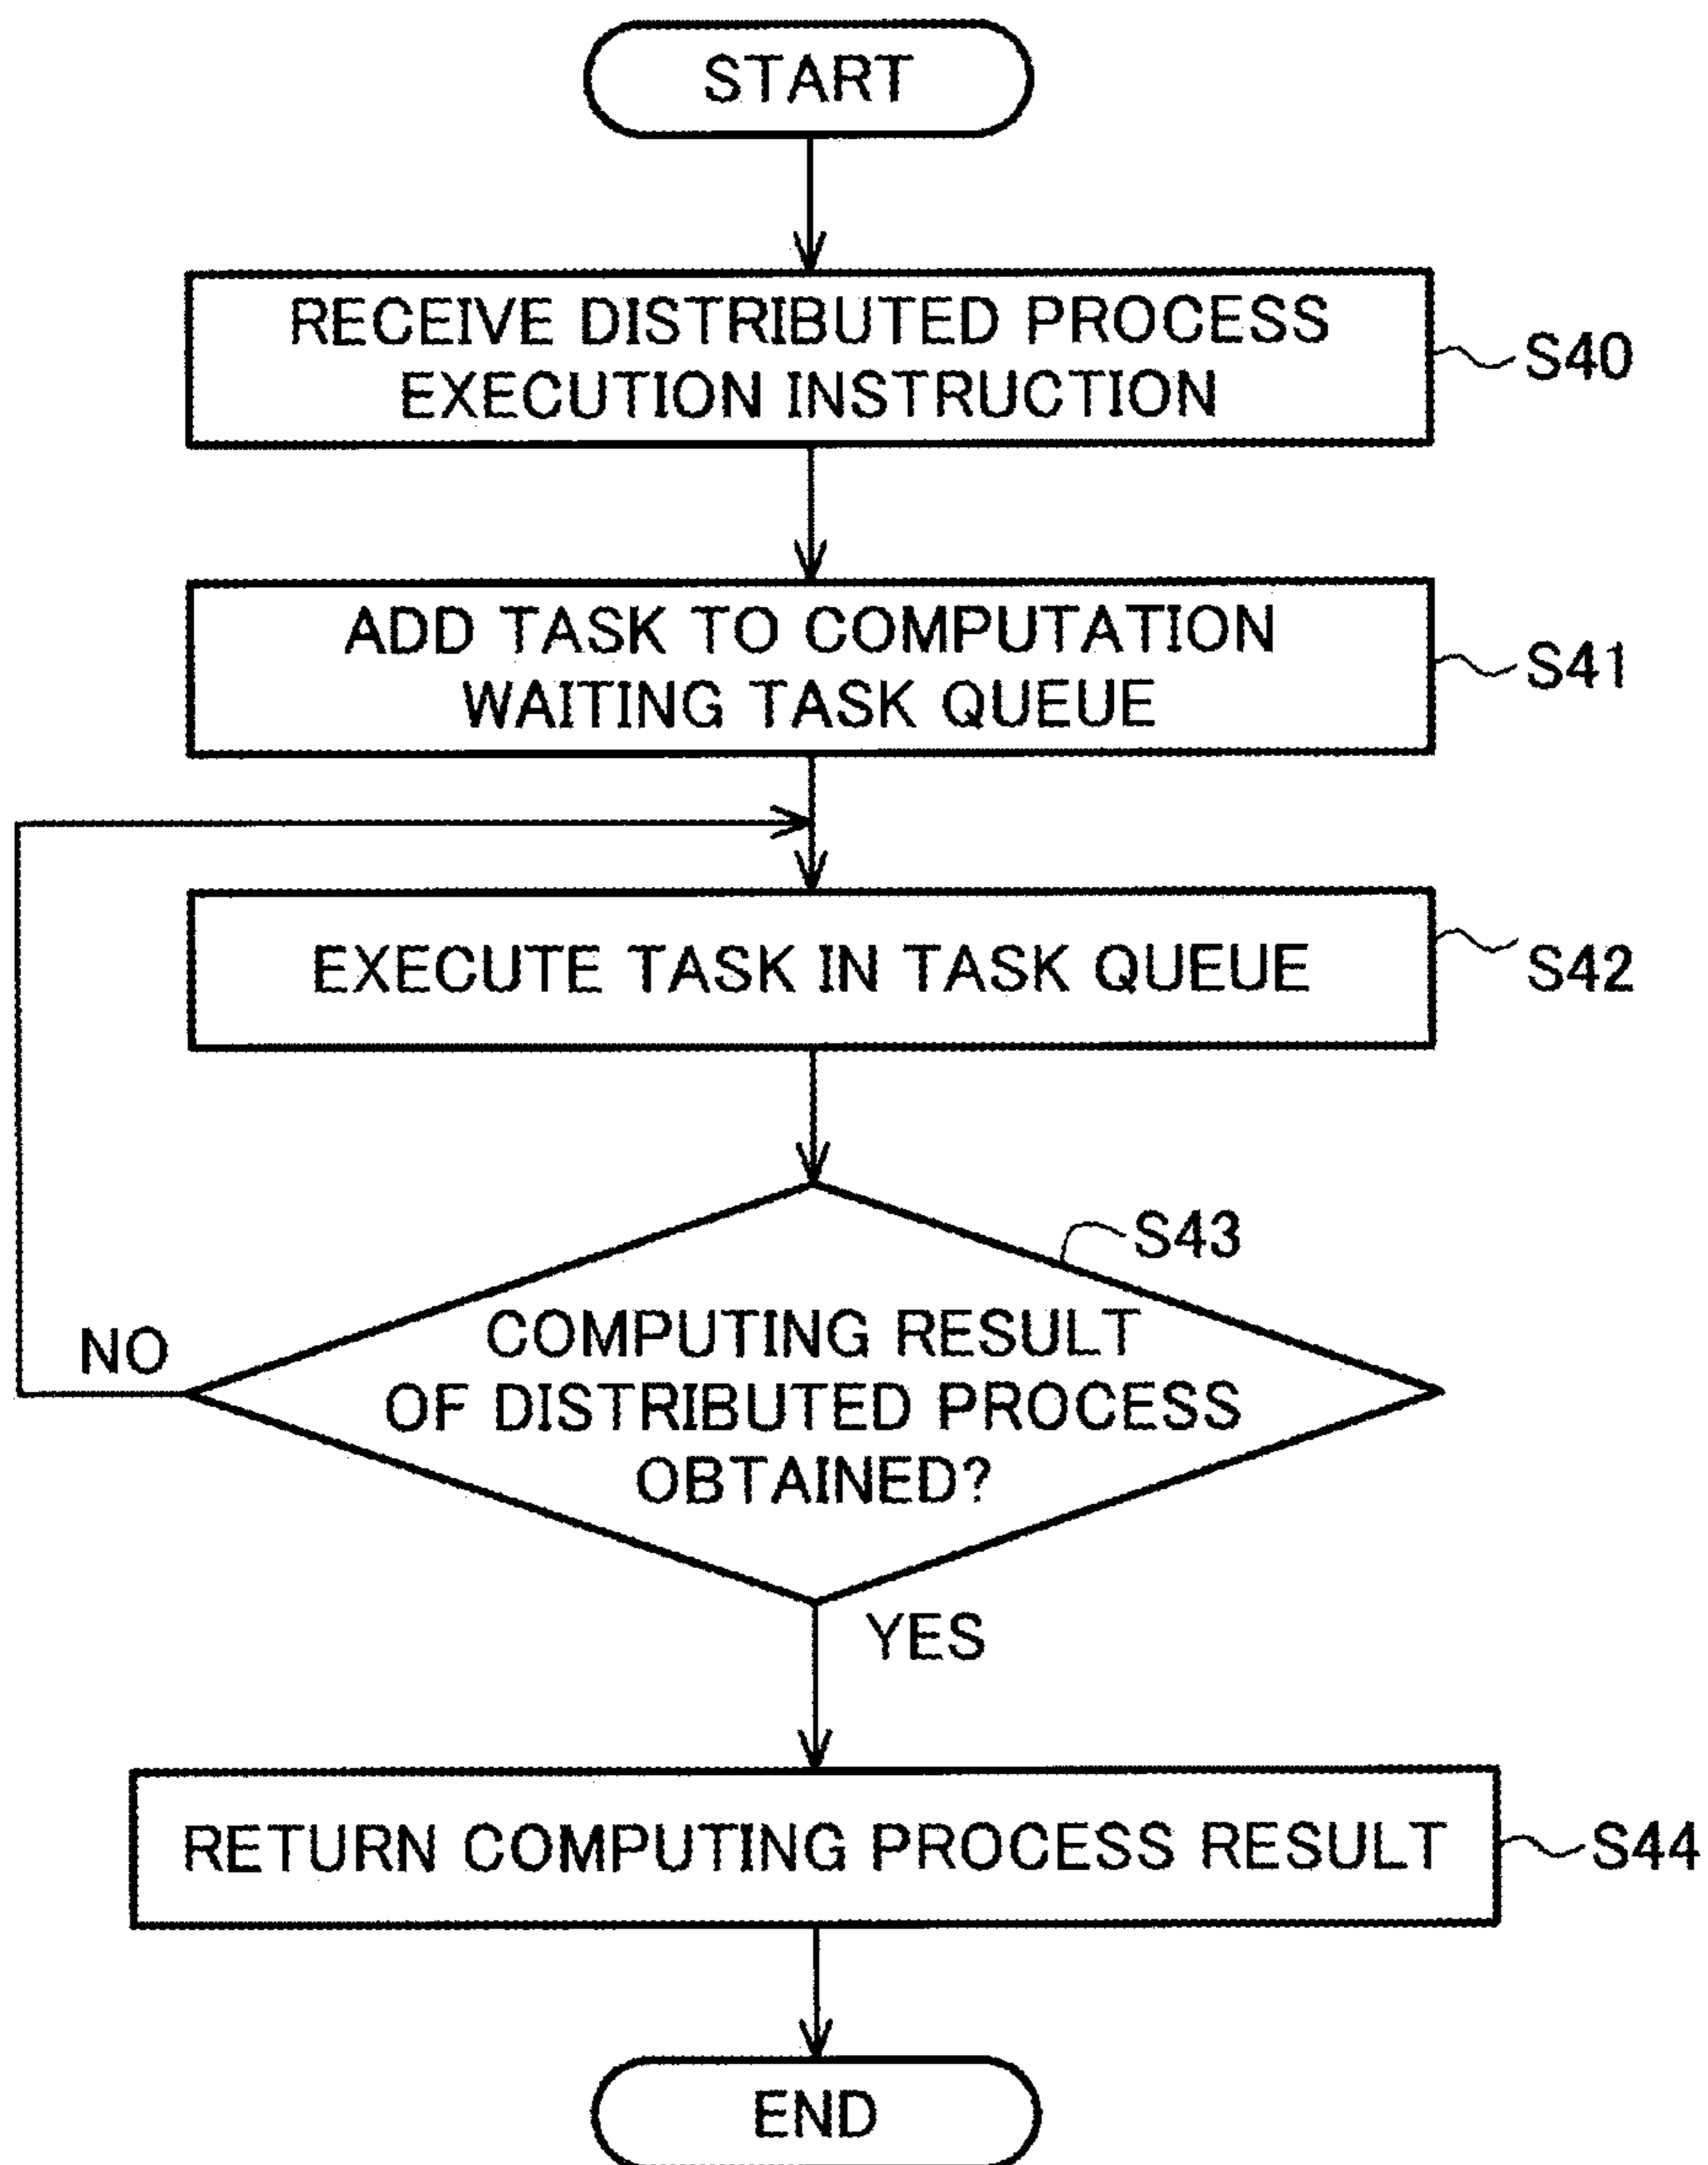 START
RECEIVE DISTRIBUTED PROCESS
EXECUTION INSTRUCTION
S40
ADD TASK TO COMPUTATION
WAITING TASK QUEUE
S41
EXECUTE TASK IN TASK QUEUE
S42
S43
COMPUTING RESULT
OF DISTRIBUTED PROCESS
OBTAINED?
NO
YES
RETURN COMPUTING PROCESS RESULT
S44
END